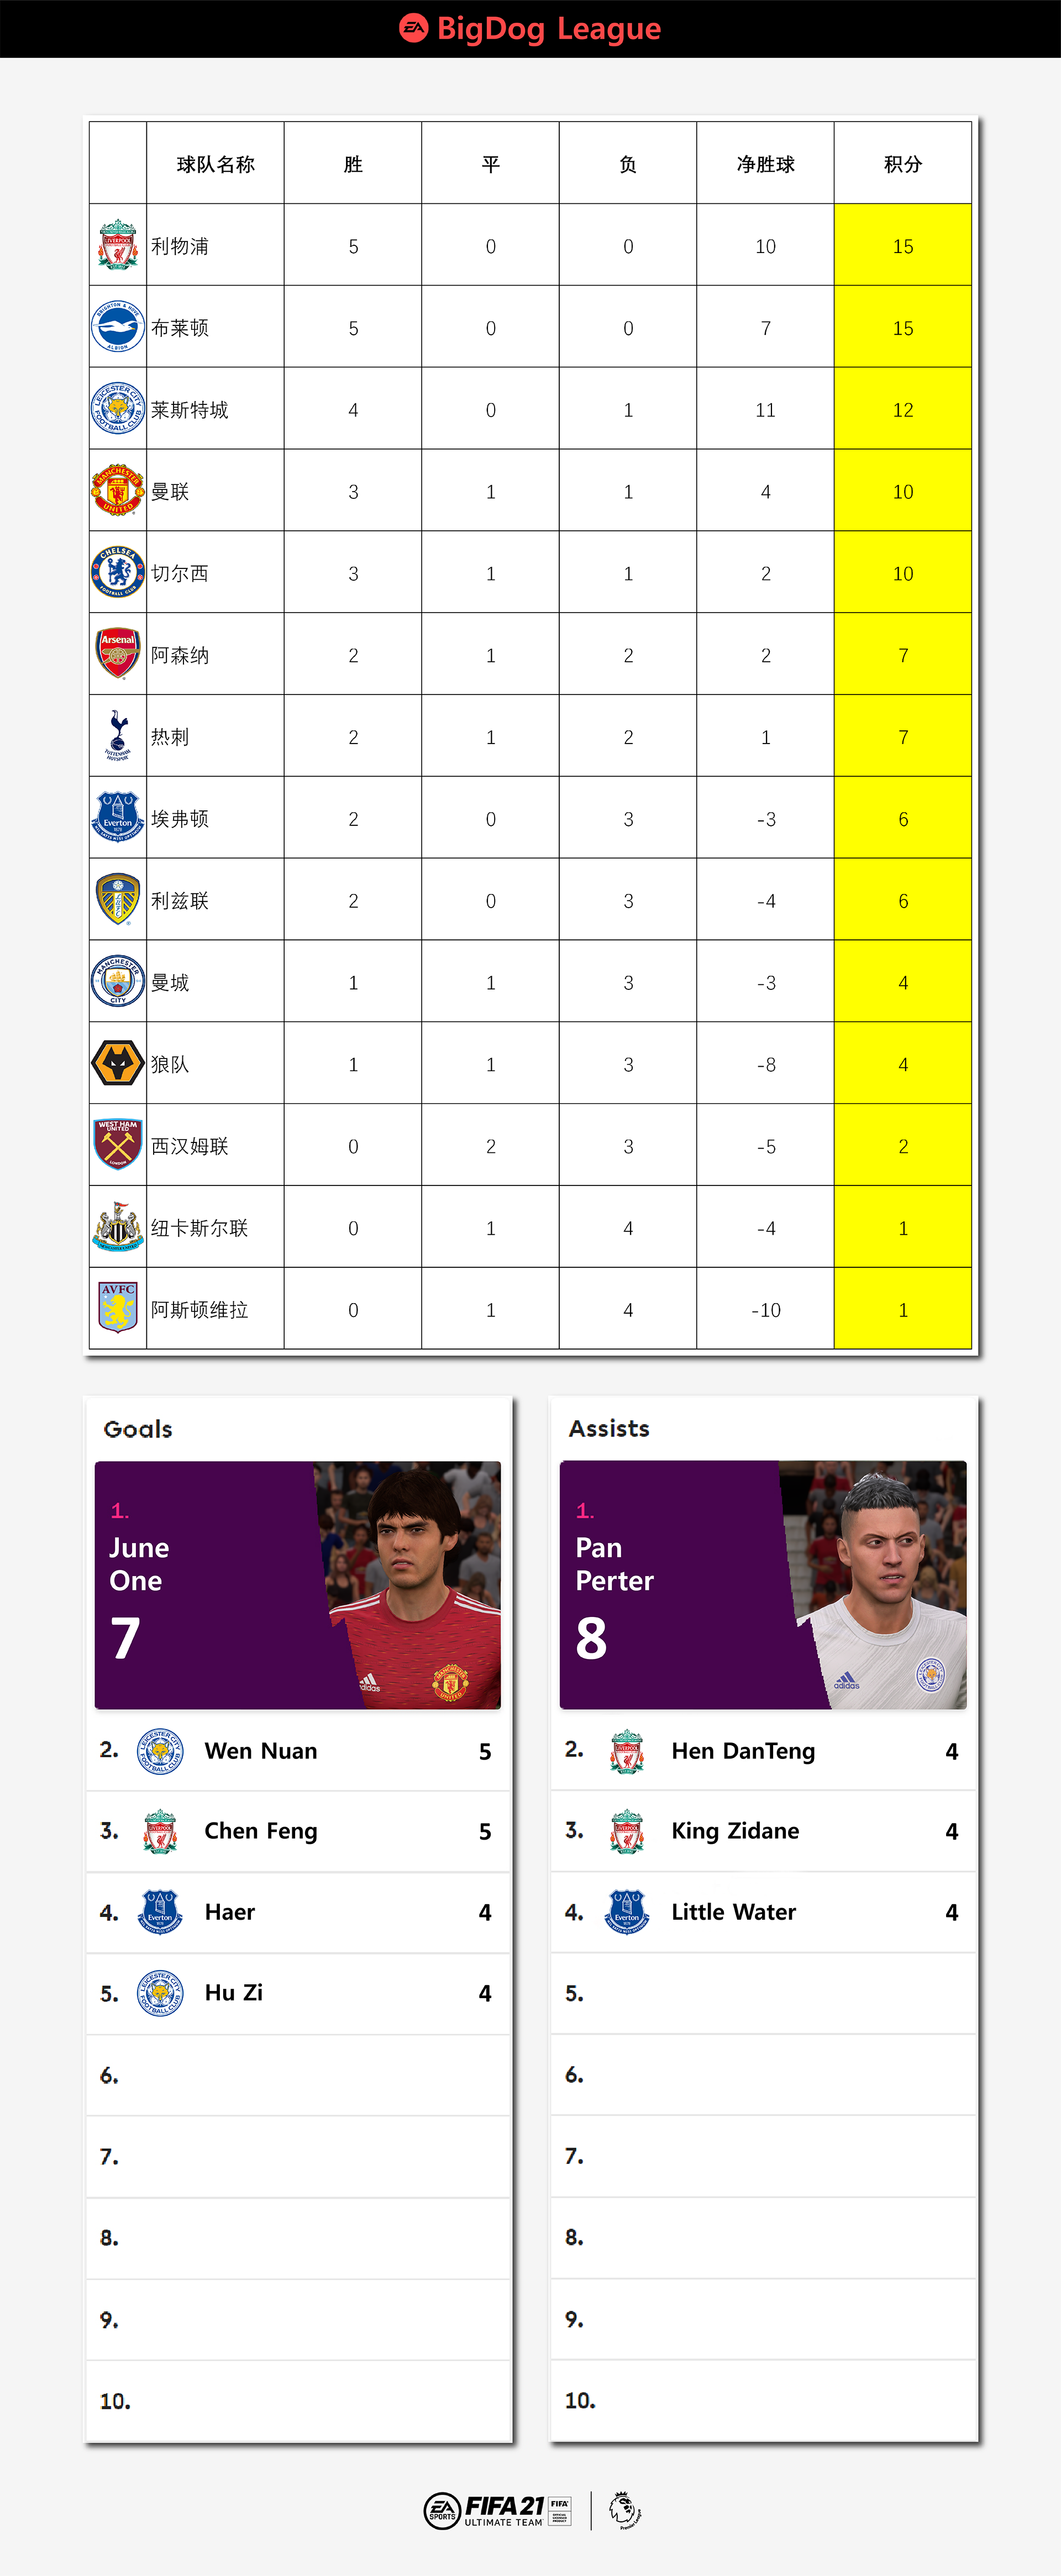 EA BigDog League
球队名称 胜 平 负 净胜球 积分
利物浦 5 0 0 10 15
布莱顿 5 0 0 7 15
莱斯特城 4 0 1 11 12
曼联 3 1 1 4 10
切尔西 3 1 1 2 10
阿森纳 2 1 2 2 7
热刺 2 1 2 1 7
埃弗顿 2 0 3 -3 6
利兹联 2 0 3 -4 6
曼城 1 1 3 -3 4
狼队 1 1 3 -8 4
西汉姆联 0 2 3 -5 2
纽卡斯尔联 0 1 4 -4 1
阿斯顿维拉 0 1 4 -10 1
Goals
1.
June
One
7
adidas
2. Wen Nuan 5
3. Chen Feng 5
4. Haer 4
5. Hu Zi 4
6.
7.
8.
9.
10.
Assists
1.
Pan
Perter
8
adidas
2. Hen DanTeng 4
3. King Zidane 4
4. Little Water 4
5.
6.
7.
8.
9.
10.
EA SPORTS FIFA 21 FIFA
ULTIMATE TEAM
Premier League